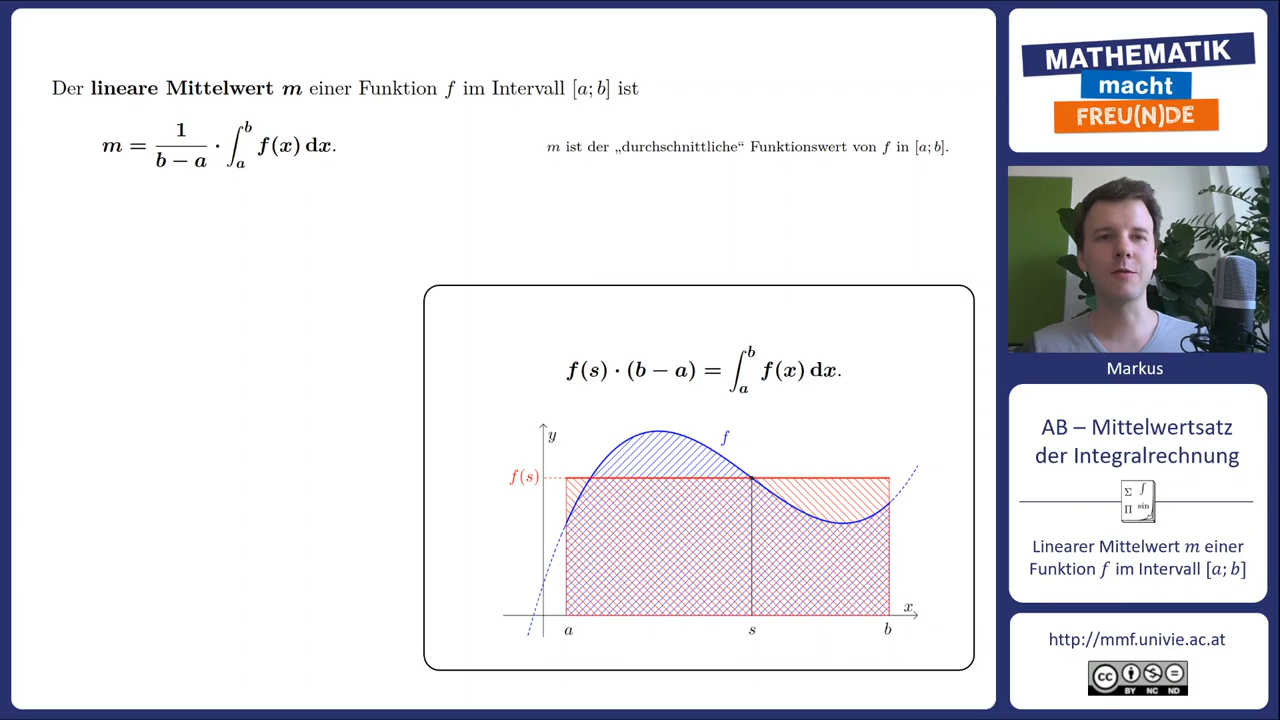 Der lineare Mittelwert m einer Funktion f im Intervall [a; b] ist
m = 1/(b − a) · ∫_a^b f(x) dx.
m ist der „durchschnittliche“ Funktionswert von f in [a; b].
f(s) · (b − a) = ∫_a^b f(x) dx.
y
f
f(s)
x
a
s
b
MATHEMATIK
macht
FREU(N)DE
Markus
AB – Mittelwertsatz
der Integralrechnung
Σ ∫
Π sin
Linearer Mittelwert m einer
Funktion f im Intervall [a; b]
http://mmf.univie.ac.at
cc
BY NC ND